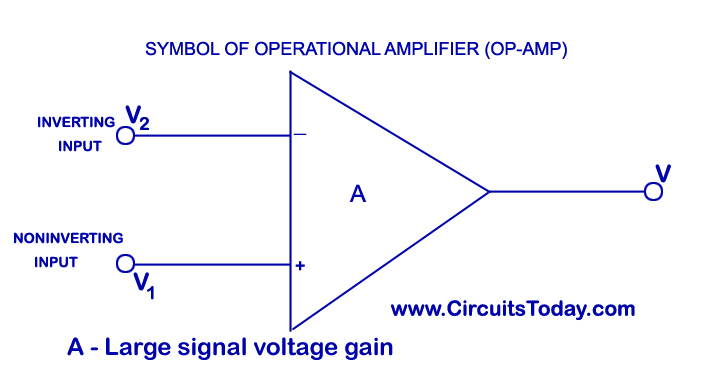 SYMBOL OF OPERATIONAL AMPLIFIER (OP-AMP)
INVERTING
INPUT
V2
−
A
V
NONINVERTING
INPUT
V1
+
www.CircuitsToday.com
A - Large signal voltage gain